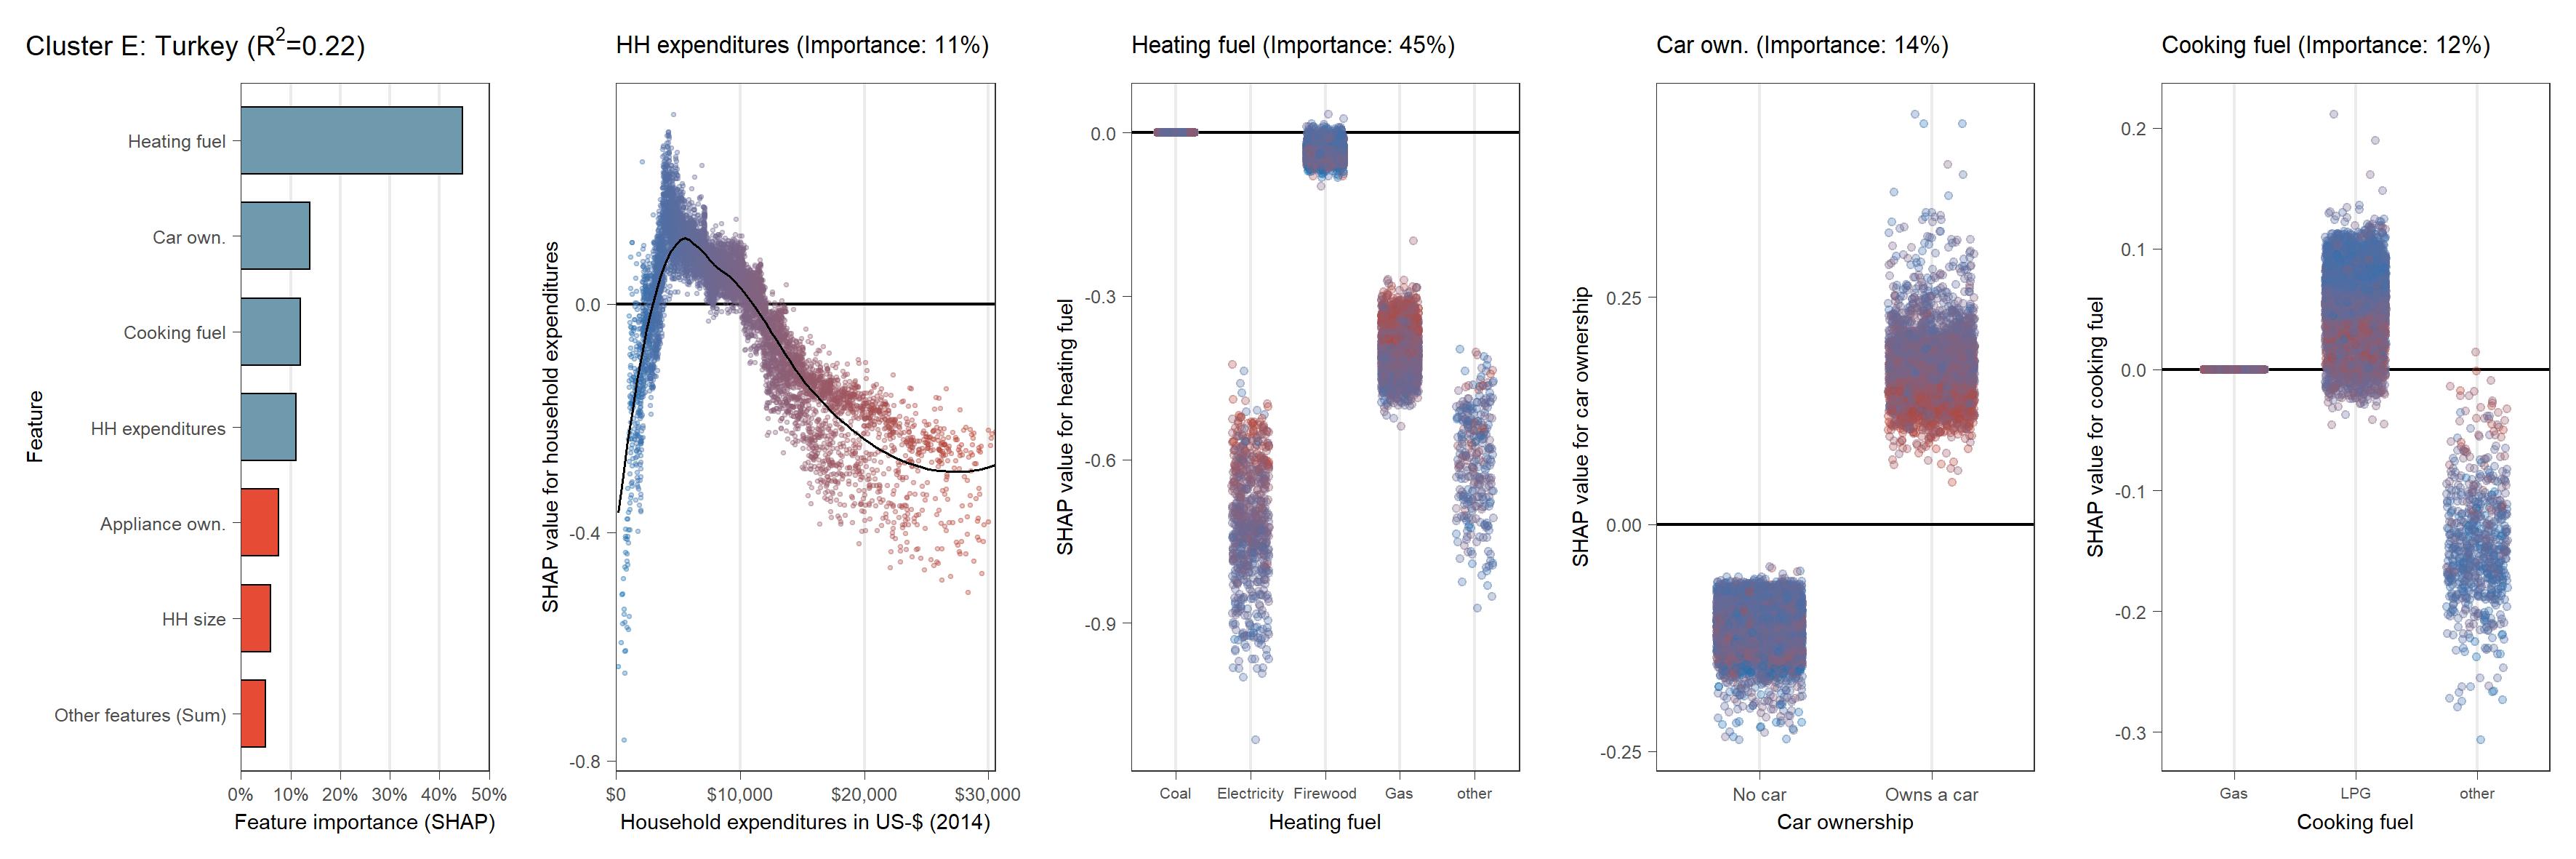 Cluster E: Turkey (R2=0.22)
Feature
Heating fuel
Car own.
Cooking fuel
HH expenditures
Appliance own.
HH size
Other features (Sum)
0% 10% 20% 30% 40% 50%
Feature importance (SHAP)
HH expenditures (Importance: 11%)
SHAP value for household expenditures
0.0
-0.4
-0.8
$0 $10,000 $20,000 $30,000
Household expenditures in US-$ (2014)
Heating fuel (Importance: 45%)
SHAP value for heating fuel
0.0
-0.3
-0.6
-0.9
Coal Electricity Firewood Gas other
Heating fuel
Car own. (Importance: 14%)
SHAP value for car ownership
0.25
0.00
-0.25
No car Owns a car
Car ownership
Cooking fuel (Importance: 12%)
SHAP value for cooking fuel
0.2
0.1
0.0
-0.1
-0.2
-0.3
Gas LPG other
Cooking fuel